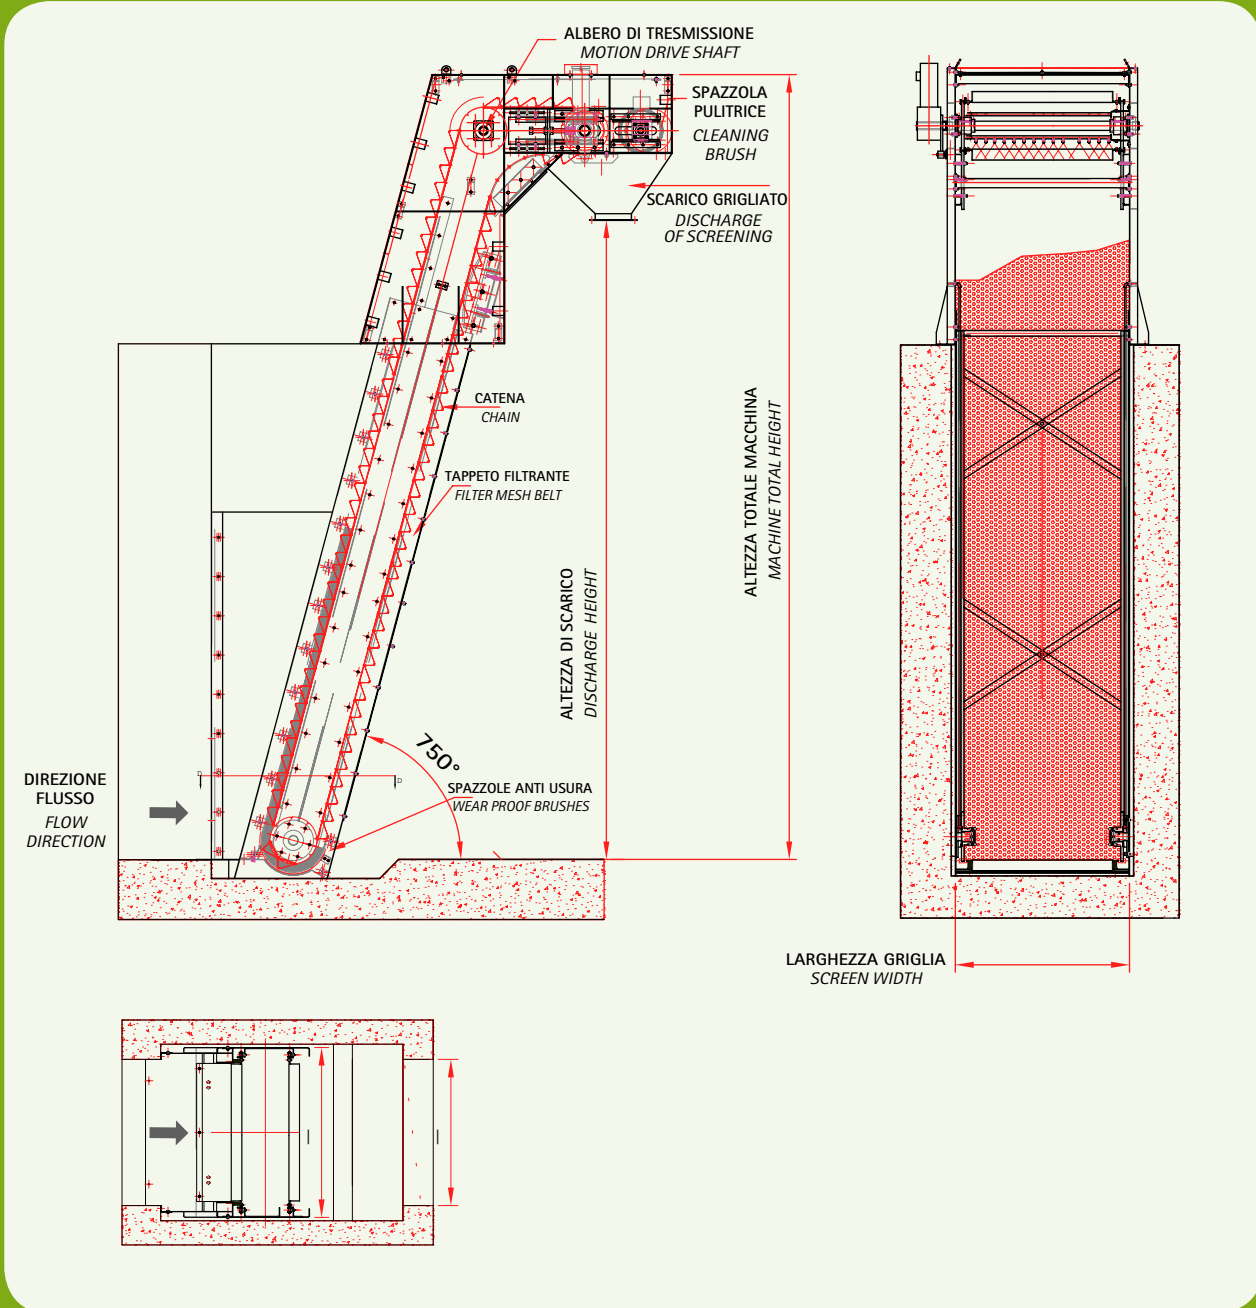 ALBERO DI TRESMISSIONE
MOTION DRIVE SHAFT
SPAZZOLA
PULITRICE
CLEANING
BRUSH
SCARICO GRIGLIATO
DISCHARGE
OF SCREENING
CATENA
CHAIN
TAPPETO FILTRANTE
FILTER MESH BELT
ALTEZZA TOTALE MACCHINA
MACHINE TOTAL HEIGHT
ALTEZZA DI SCARICO
DISCHARGE HEIGHT
750°
SPAZZOLE ANTI USURA
WEAR PROOF BRUSHES
DIREZIONE
FLUSSO
FLOW
DIRECTION
D
D
LARGHEZZA GRIGLIA
SCREEN WIDTH